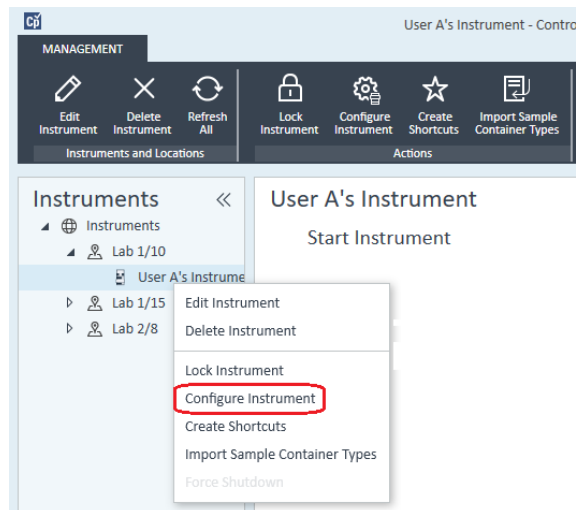 Cp
User A's Instrument - Contro
MANAGEMENT
Edit Instrument
Delete Instrument
Refresh All
Lock Instrument
Configure Instrument
Create Shortcuts
Import Sample Container Types
Instruments and Locations
Actions
Instruments
Instruments
Lab 1/10
User A's Instrume
Lab 1/15
Lab 2/8
User A's Instrument
Start Instrument
Edit Instrument
Delete Instrument
Lock Instrument
Configure Instrument
Create Shortcuts
Import Sample Container Types
Force Shutdown